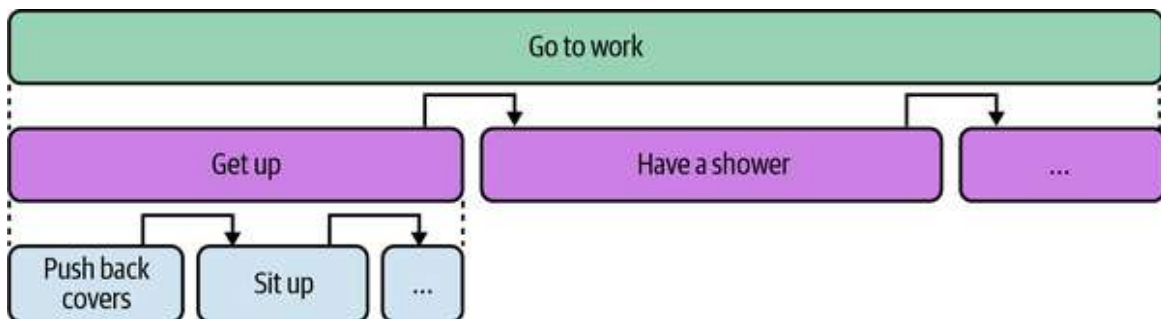 Go to work
Get up
Have a shower
...
Push back
covers
Sit up
...